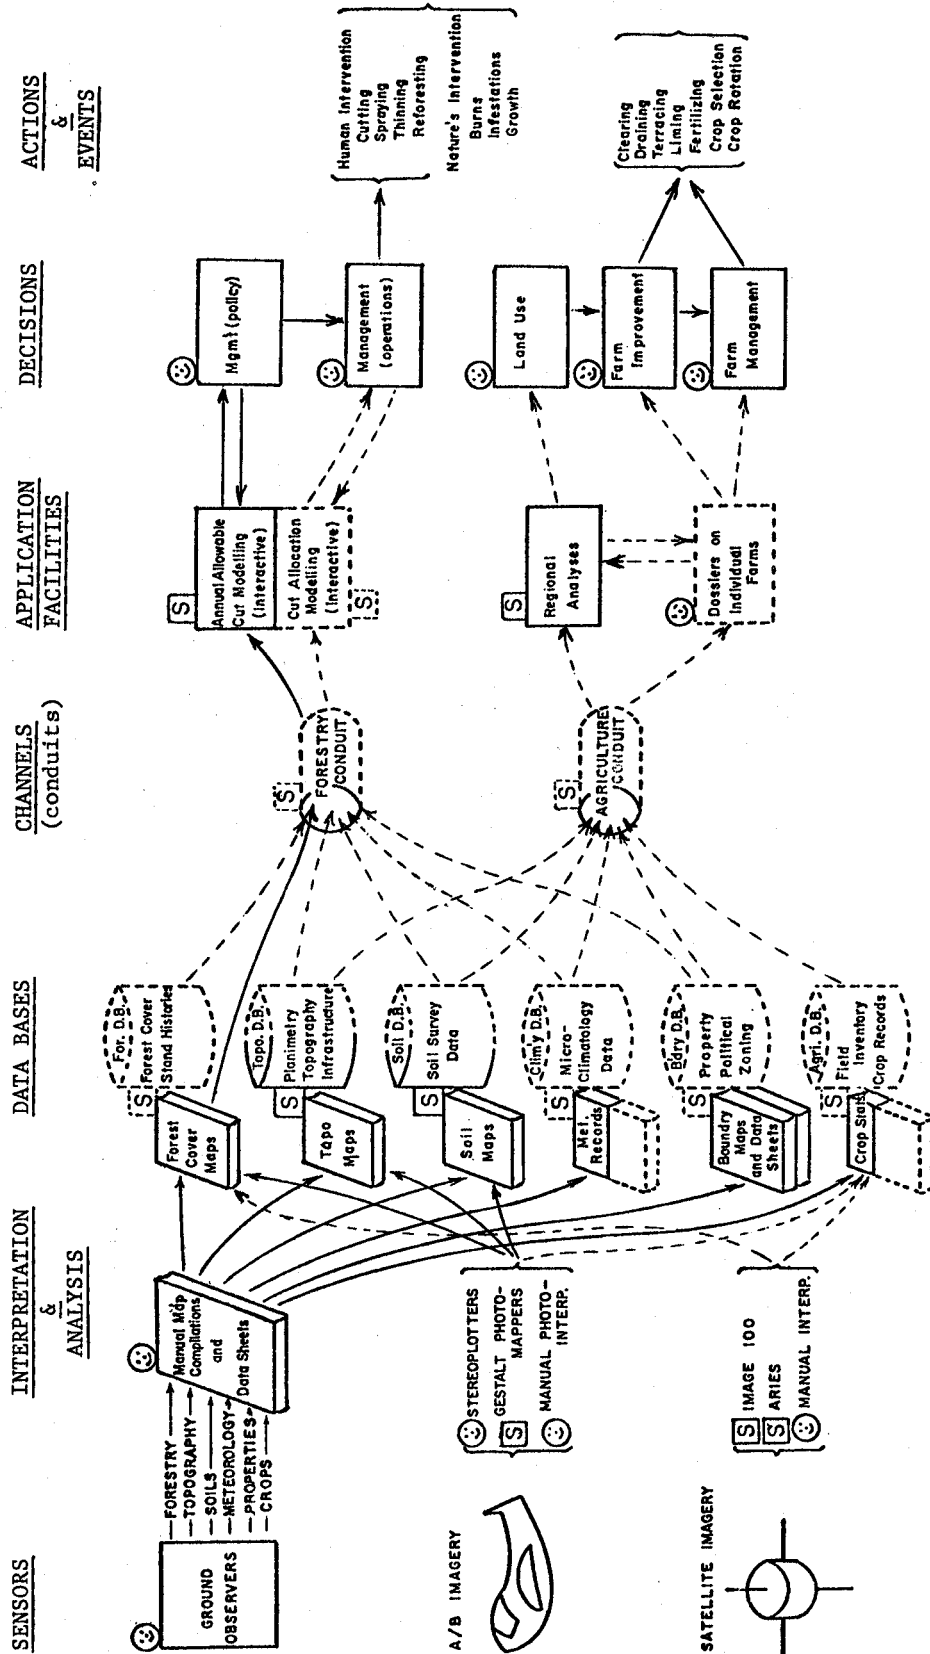 SENSORS
INTERPRETATION
&
ANALYSIS
DATA BASES
CHANNELS
(conduits)
APPLICATION
FACILITIES
DECISIONS
ACTIONS
&
EVENTS
GROUND
OBSERVERS
FORESTRY
TOPOGRAPHY
SOILS
METEOROLOGY
PROPERTIES
CROPS
Manual Map
Compilations
and
Data Sheets
A/B IMAGERY
STEREOPLOTTERS
GESTALT PHOTO-
MAPPERS
S
MANUAL PHOTO-
INTERP.
SATELLITE IMAGERY
S IMAGE 100
S ARIES
MANUAL INTERP.
Forest
Cover
Maps
S
For. D.B.
Forest Cover
Stand Histories
Topo
Maps
S
Topo. D.B.
Planimetry
Topography
Infrastructure
Soil
Maps
S
Soil D.B.
Soil Survey
Data
Met.
Records
S
Clim'y D.B.
Micro-
Climatology
Data
Boundry
Maps
and Data
Sheets
S
Bdry D.B.
Property
Political
Zoning
Crop Stats
S
Agri. D.B.
Field
Inventory
Crop Records
S
FORESTRY
CONDUIT
S
AGRICULTURE
CONDUIT
S
Annual Allowable
Cut Modelling
(Interactive)
Cut Allocation
Modelling
(Interactive)
S
S
Regional
Analyses
Dossiers on
Individual
Farms
Mgmt (policy)
Management
(operations)
Land Use
Farm
Improvement
Farm
Management
Human Intervention
Cutting
Spraying
Thinning
Reforesting
Nature's Intervention
Burns
Infestations
Growth
Clearing
Draining
Terracing
Liming
Fertilizing
Crop Selection
Crop Rotation